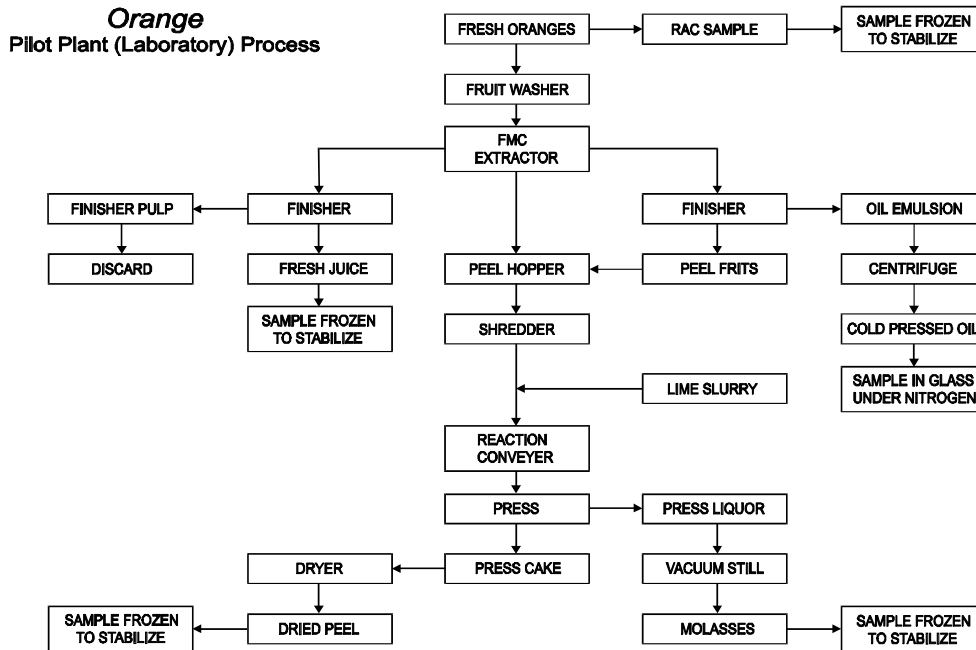 Orange
Pilot Plant (Laboratory) Process
FRESH ORANGES
RAC SAMPLE
SAMPLE FROZEN
TO STABILIZE
FRUIT WASHER
FMC
EXTRACTOR
FINISHER PULP
FINISHER
FINISHER
OIL EMULSION
DISCARD
FRESH JUICE
PEEL HOPPER
PEEL FRITS
CENTRIFUGE
SAMPLE FROZEN
TO STABILIZE
SHREDDER
COLD PRESSED OIL
LIME SLURRY
SAMPLE IN GLASS
UNDER NITROGEN
REACTION
CONVEYER
PRESS
PRESS LIQUOR
DRYER
PRESS CAKE
VACUUM STILL
SAMPLE FROZEN
TO STABILIZE
DRIED PEEL
MOLASSES
SAMPLE FROZEN
TO STABILIZE